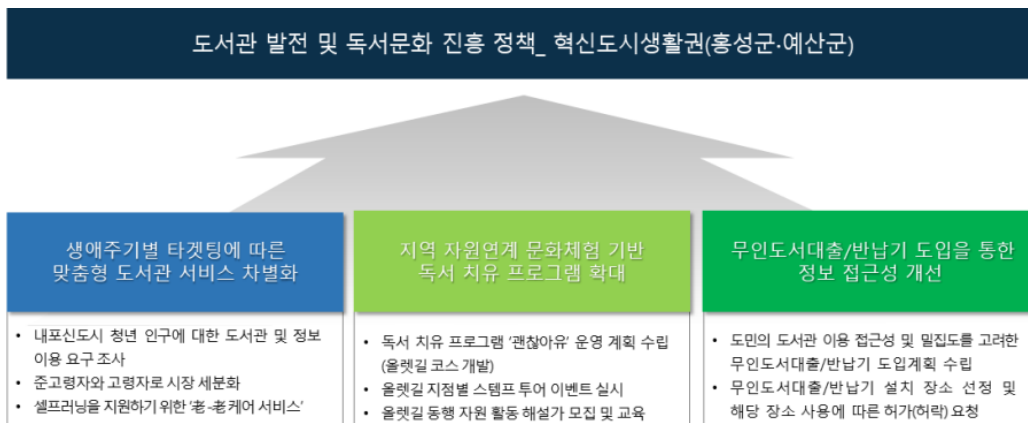 도서관 발전 및 독서문화 진흥 정책_ 혁신도시생활권(홍성군·예산군)
생애주기별 타겟팅에 따른
맞춤형 도서관 서비스 차별화
• 내포신도시 청년 인구에 대한 도서관 및 정보
이용 요구 조사
• 준고령자와 고령자로 시장 세분화
• 셀프러닝을 지원하기 위한 ‘老-老케어 서비스’
지역 자원연계 문화체험 기반
독서 치유 프로그램 확대
• 독서 치유 프로그램 ‘괜찮아유’ 운영 계획 수립
(올렛길 코스 개발)
• 올렛길 지점별 스템프 투어 이벤트 실시
• 올렛길 동행 자원 활동 해설가 모집 및 교육
무인도서대출/반납기 도입을 통한
정보 접근성 개선
• 도민의 도서관 이용 접근성 및 밀집도를 고려한
무인도서대출/반납기 도입계획 수립
• 무인도서대출/반납기 설치 장소 선정 및
해당 장소 사용에 따른 허가(허락) 요청